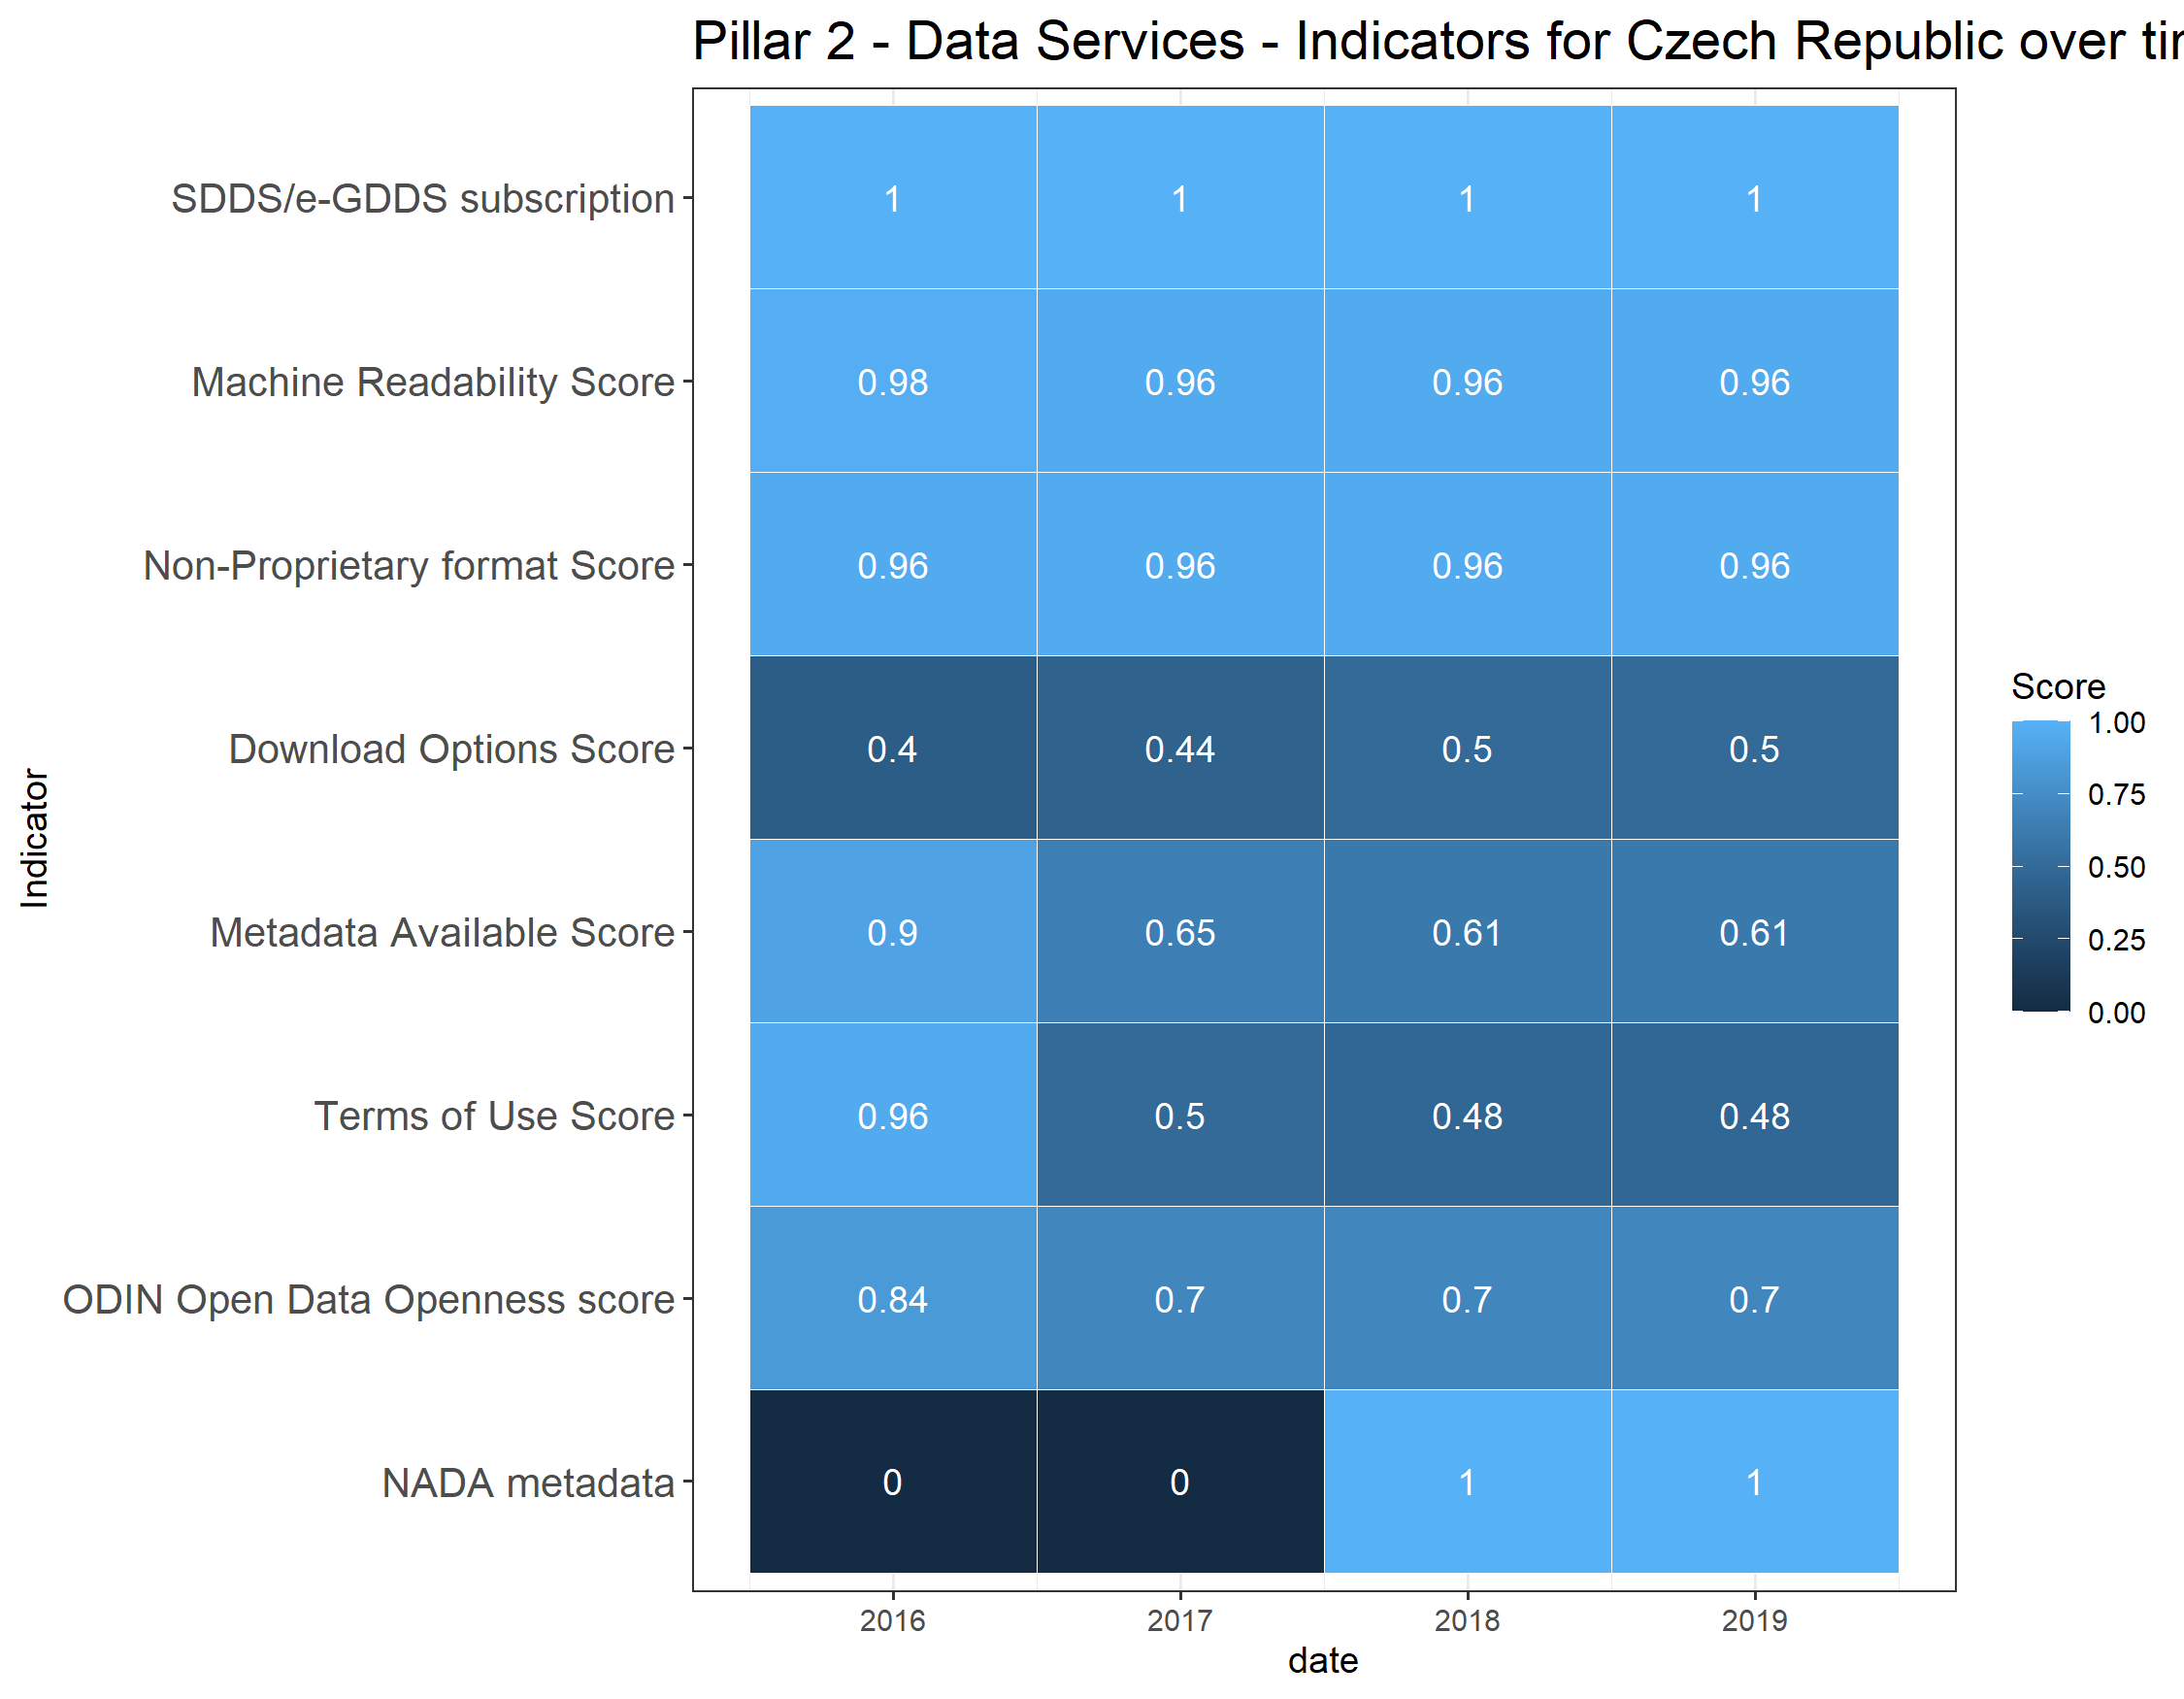 Pillar 2 - Data Services - Indicators for Czech Republic over
SDDS/e-GDDS subscription 1 1 1 1
Machine Readability Score 0.98 0.96 0.96 0.96
Non-Proprietary format Score 0.96 0.96 0.96 0.96
Download Options Score 0.4 0.44 0.5 0.5
Metadata Available Score 0.9 0.65 0.61 0.61
Terms of Use Score 0.96 0.5 0.48 0.48
ODIN Open Data Openness score 0.84 0.7 0.7 0.7
NADA metadata 0 0 1 1
2016 2017 2018 2019
date
Indicator
Score
1.00
0.75
0.50
0.25
0.00